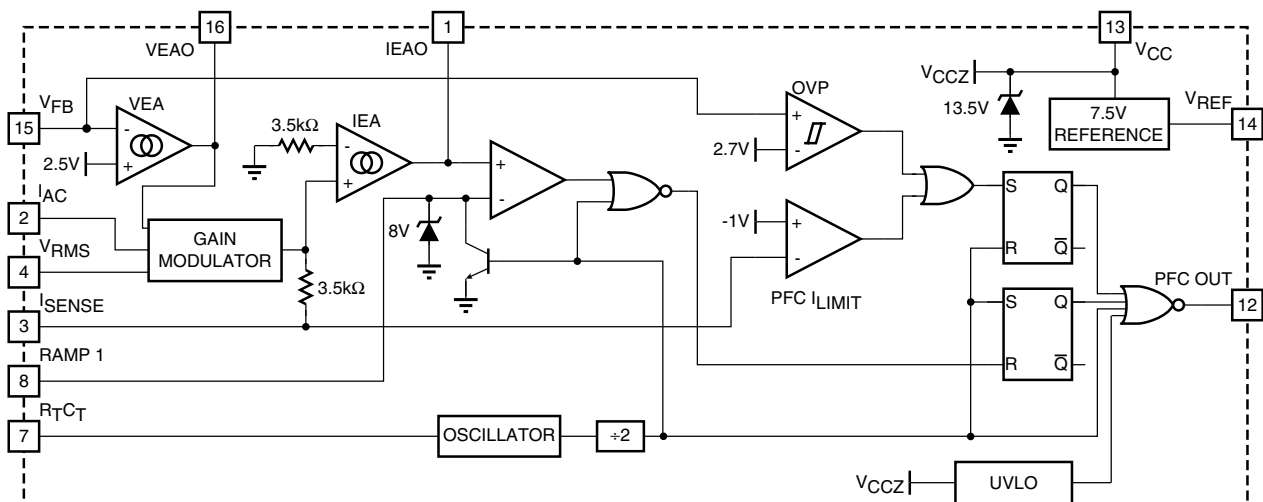 16
1
13
VEAO
IEAO
VCC
VFB
VEA
IEA
OVP
VCCZ
13.5V
7.5V
REFERENCE
VREF
15
14
3.5kΩ
-
+
2.5V
-
+
+
-
2.7V
IAC
2
+
-
S
Q
R
Q
VRMS
4
GAIN
MODULATOR
8V
-1V
+
-
PFC ILIMIT
3.5kΩ
ISENSE
3
S
Q
R
Q
PFC OUT
12
RAMP 1
8
RTCT
7
OSCILLATOR
÷2
VCCZ
UVLO